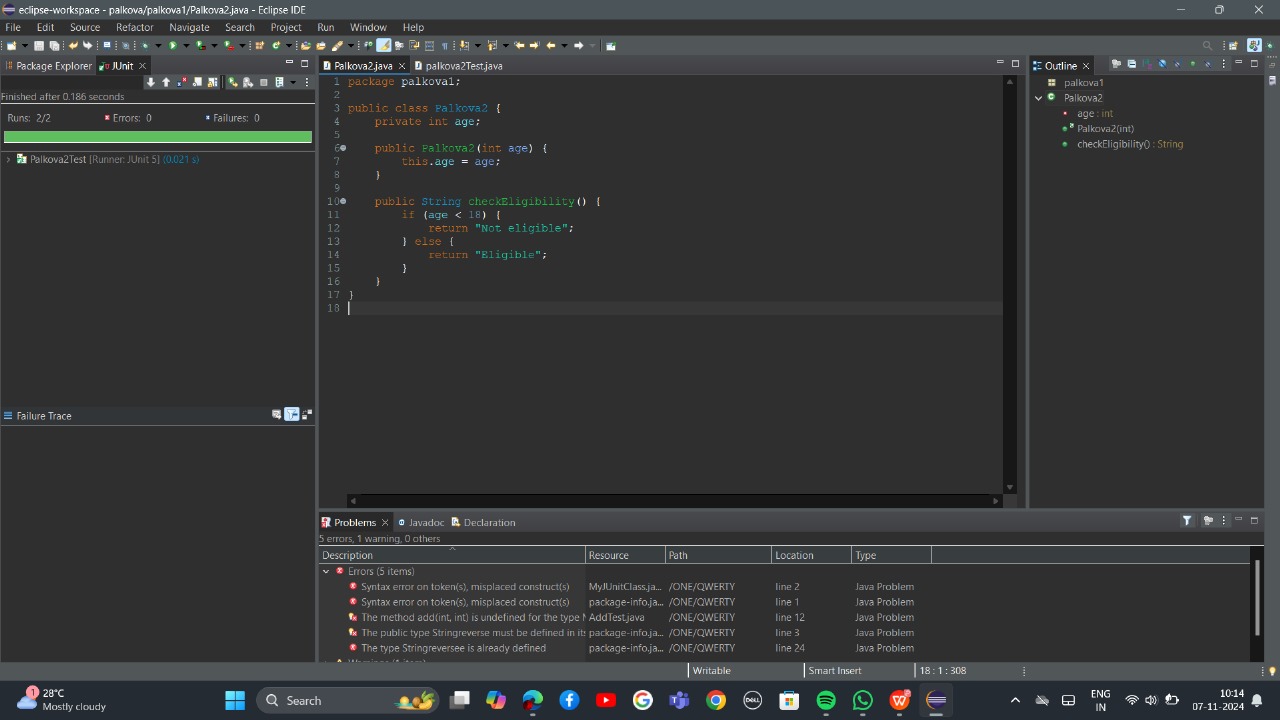 eclipse-workspace - palkova/palkova1/Palkova2.java - Eclipse IDE
File Edit Source Refactor Navigate Search Project Run Window Help
Package Explorer JUnit
Finished after 0.186 seconds
Runs: 2/2 Errors: 0 Failures: 0
Palkova2Test [Runner: JUnit 5] (0.021 s)
Failure Trace
Palkova2.java palkova2Test.java
1 package palkova1;
2
3 public class Palkova2 {
4 private int age;
5
6 public Palkova2(int age) {
7 this.age = age;
8 }
9
10 public String checkEligibility() {
11 if (age < 18) {
12 return "Not eligible";
13 } else {
14 return "Eligible";
15 }
16 }
17 }
18
Outline
palkova1
Palkova2
age : int
Palkova2(int)
checkEligibility() : String
Problems Javadoc Declaration
5 errors, 1 warning, 0 others
Description Resource Path Location Type
Errors (5 items)
Syntax error on token(s), misplaced construct(s) MyJUnitClass.ja... /ONE/QWERTY line 2 Java Problem
Syntax error on token(s), misplaced construct(s) package-info.ja... /ONE/QWERTY line 1 Java Problem
The method add(int, int) is undefined for the type AddTest.java /ONE/QWERTY line 12 Java Problem
The public type Stringreverse must be defined in its package-info.ja... /ONE/QWERTY line 3 Java Problem
The type Stringreversee is already defined package-info.ja... /ONE/QWERTY line 24 Java Problem
Writable Smart Insert 18 : 1 : 308
1
28°C
Mostly cloudy
Search
DELL
ENG
IN
10:14
07-11-2024